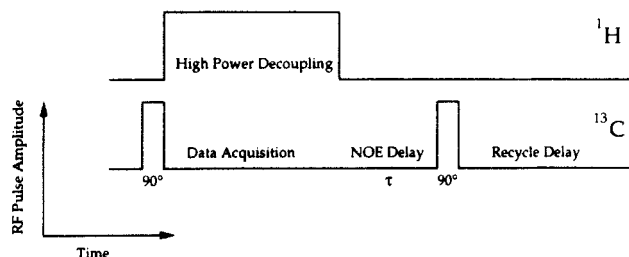 ¹H
High Power Decoupling
¹³C
RF Pulse Amplitude
Data Acquisition
NOE Delay
Recycle Delay
90°
τ
90°
Time